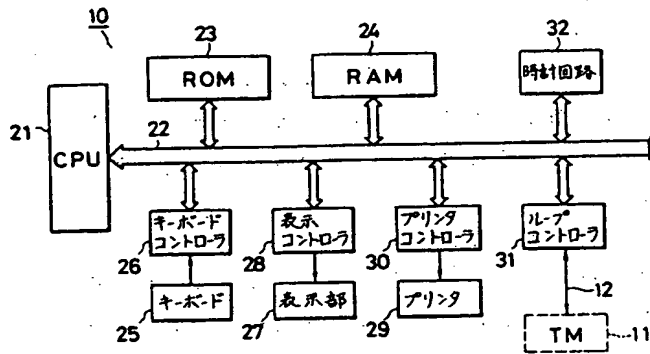 10
23
24
32
ROM
RAM
時計回路
21
CPU
22
キーボード
コントローラ
表示
コントローラ
プリンタ
コントローラ
ループ
コントローラ
26
28
30
31
キーボード
表示部
プリンタ
12
25
27
29
TM
11